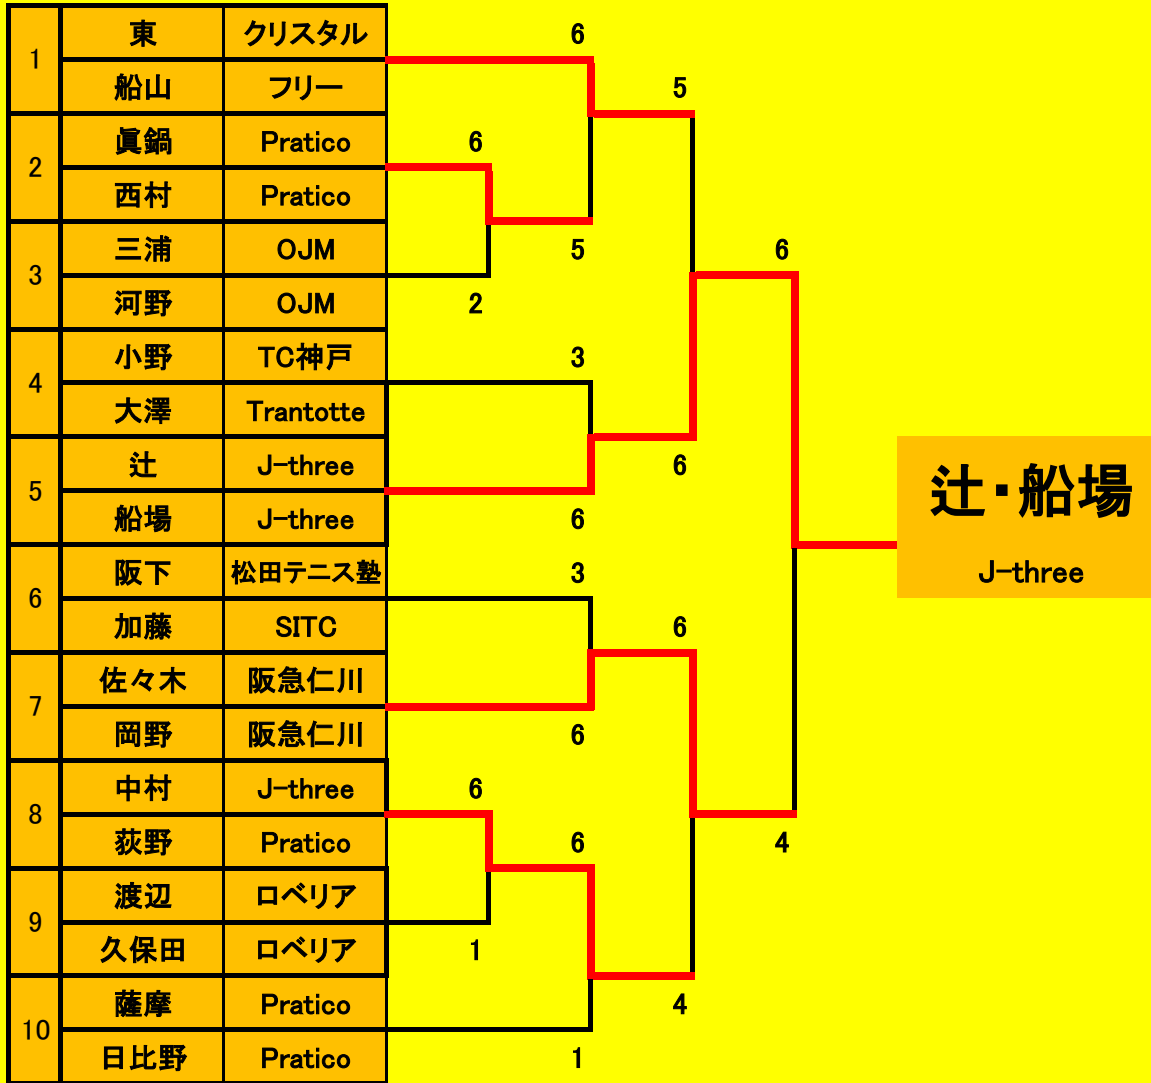 東 クリスタル 6
1
船山 フリー 5
眞鍋 Pratico 6
2
西村 Pratico
三浦 OJM 5 6
3
河野 OJM 2
小野 TC神戸 3
4
大澤 Trantotte
辻 J-three 6
5
船場 J-three 6
辻・船場
J-three
阪下 松田テニス塾 3
6
加藤 SITC 6
佐々木 阪急仁川
7
岡野 阪急仁川 6
中村 J-three 6
8
荻野 Pratico 6 4
渡辺 ロベリア
9
久保田 ロベリア 1
薩摩 Pratico 4
10
日比野 Pratico 1